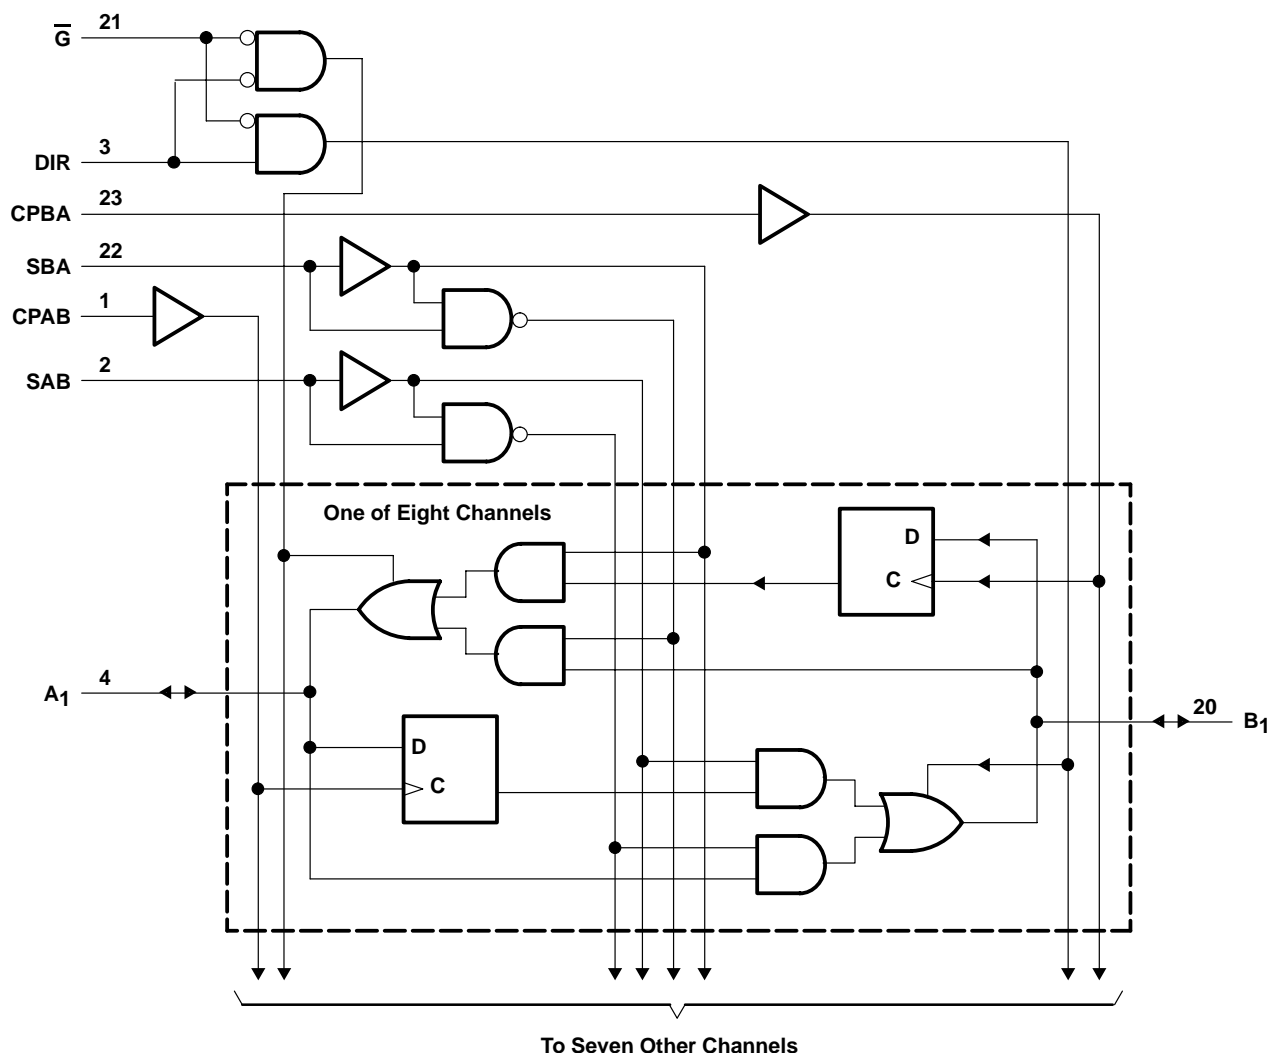 G̅ 21
DIR 3
CPBA 23
SBA 22
CPAB 1
SAB 2
One of Eight Channels
D
C
A1 4
20 B1
D
C
To Seven Other Channels